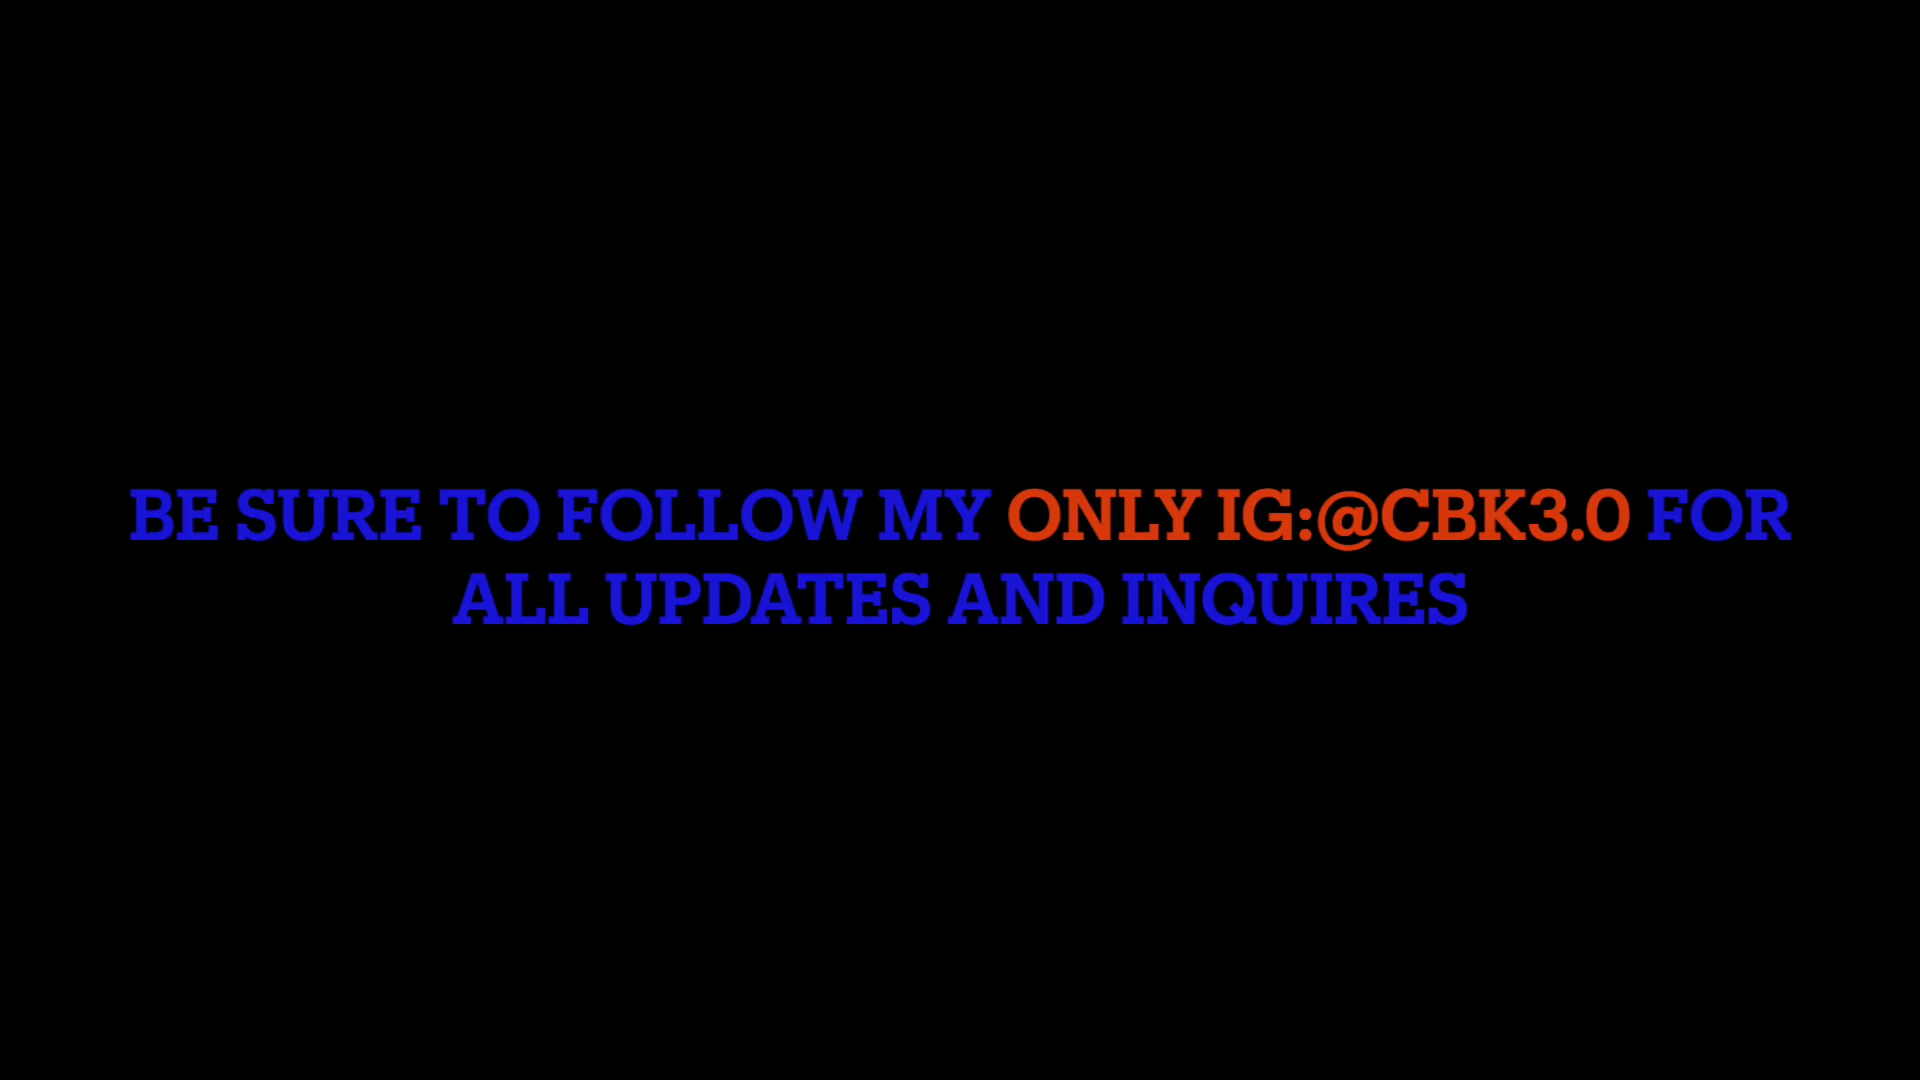 BE SURE TO FOLLOW MY ONLY IG:@CBK3.0 FOR
ALL UPDATES AND INQUIRES